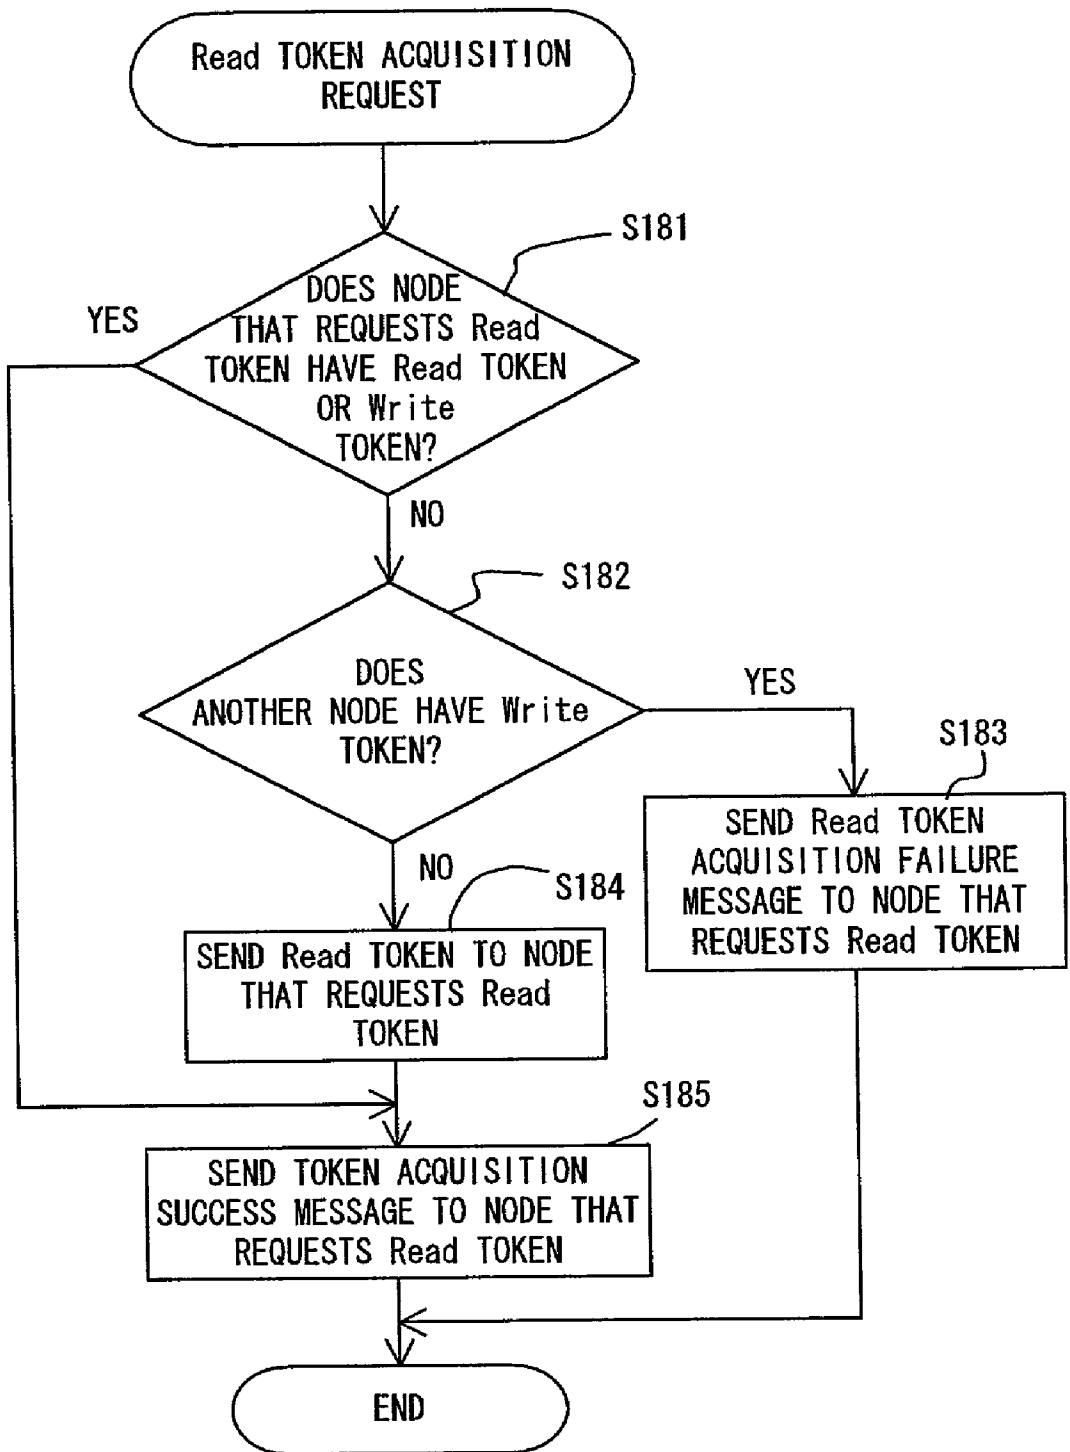 Read TOKEN ACQUISITION
REQUEST
S181
DOES NODE
THAT REQUESTS Read
TOKEN HAVE Read TOKEN
OR Write
TOKEN?
YES
NO
S182
DOES
ANOTHER NODE HAVE Write
TOKEN?
YES
S183
SEND Read TOKEN
ACQUISITION FAILURE
MESSAGE TO NODE THAT
REQUESTS Read TOKEN
NO
S184
SEND Read TOKEN TO NODE
THAT REQUESTS Read
TOKEN
S185
SEND TOKEN ACQUISITION
SUCCESS MESSAGE TO NODE THAT
REQUESTS Read TOKEN
END